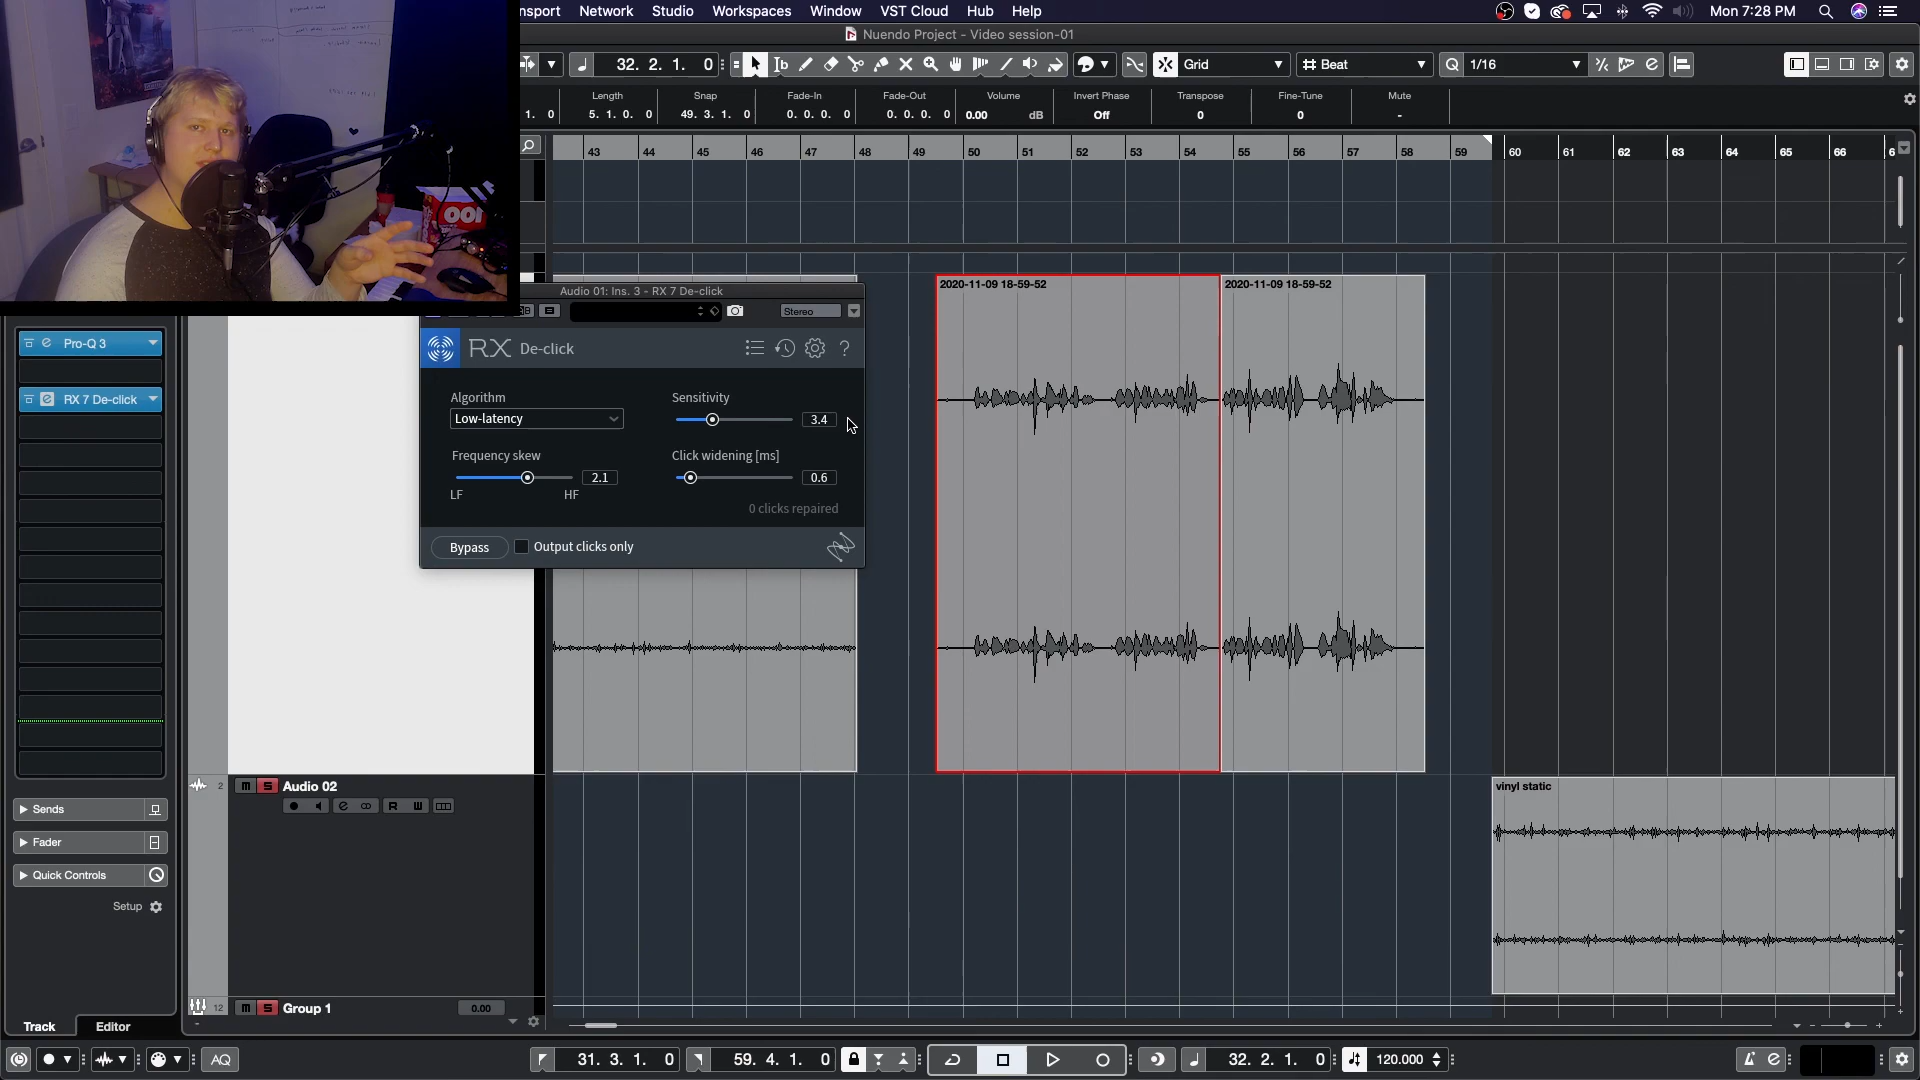 nsport Network Studio Workspaces Window VST Cloud Hub Help Mon 7:28 PM
Nuendo Project - Video session-01
32. 2. 1. 0 Grid Beat Q 1/16
Length Snap Fade-In Fade-Out Volume Invert Phase Transpose Fine-Tune Mute
1. 0 5. 1. 0. 0 49. 3. 1. 0 0. 0. 0. 0 0. 0. 0. 0 0.00 dB Off 0 0 -
43 44 45 46 47 48 49 50 51 52 53 54 55 56 57 58 59 60 61 62 63 64 65 66 6
2020-11-09 18-59-52 2020-11-09 18-59-52
Audio 01: Ins. 3 - RX 7 De-click
Stereo
Pro-Q 3
RX De-click ?
RX 7 De-click
Algorithm Sensitivity
Low-latency 3.4
Frequency skew Click widening [ms]
2.1 0.6
LF HF
0 clicks repaired
Bypass Output clicks only
2 m S Audio 02
R W
vinyl static
Sends
Fader
Quick Controls
Setup
12 m S Group 1 0.00
Track Editor
AQ 31. 3. 1. 0 59. 4. 1. 0 32. 2. 1. 0 120.000